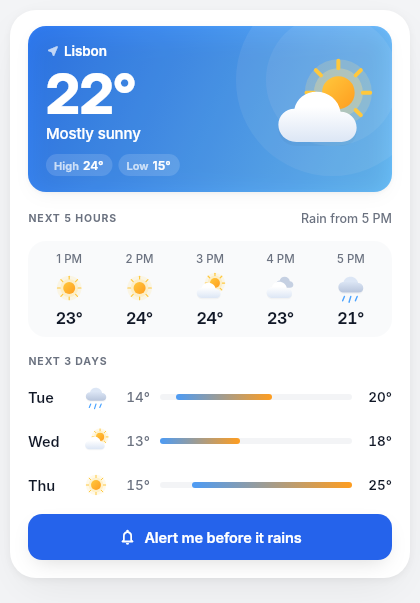 Lisbon
22°
Mostly sunny
High 24° Low 15°
NEXT 5 HOURS Rain from 5 PM
1 PM 2 PM 3 PM 4 PM 5 PM
23° 24° 24° 23° 21°
NEXT 3 DAYS
Tue 14° 20°
Wed 13° 18°
Thu 15° 25°
Alert me before it rains